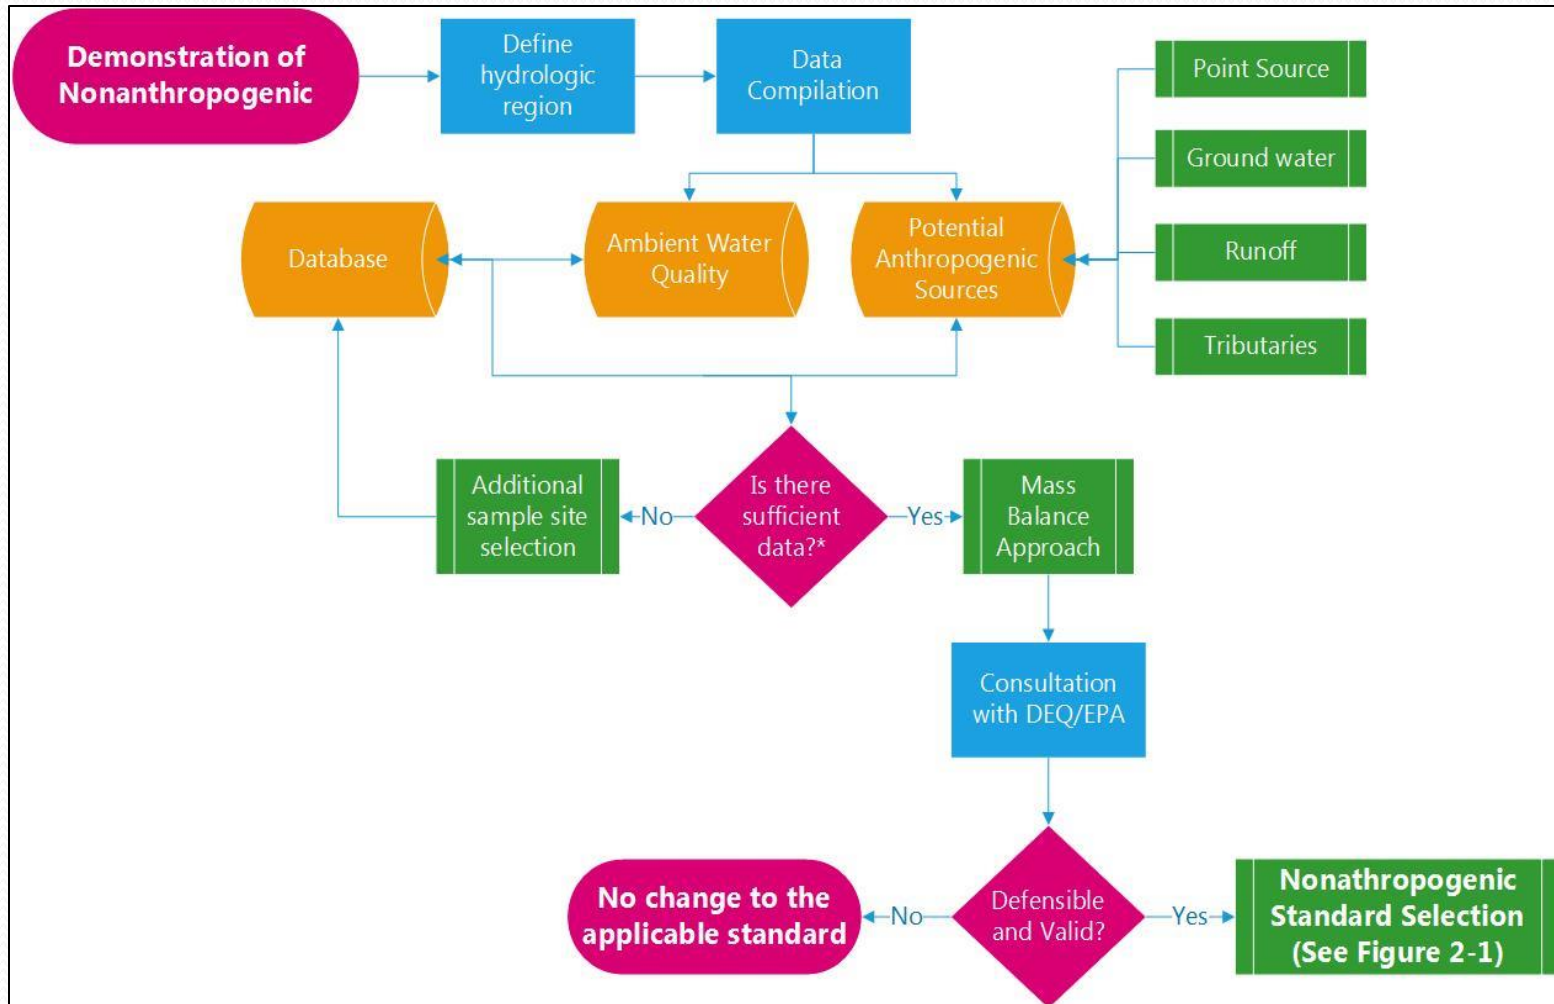 Demonstration of
Nonanthropogenic
Define
hydrologic
region
Data
Compilation
Point Source
Ground water
Runoff
Tributaries
Database
Ambient Water
Quality
Potential
Anthropogenic
Sources
Additional
sample site
selection
No
Is there
sufficient
data?*
Yes
Mass
Balance
Approach
Consultation
with DEQ/EPA
No change to the
applicable standard
No
Defensible
and Valid?
Yes
Nonathropogenic
Standard Selection
(See Figure 2-1)